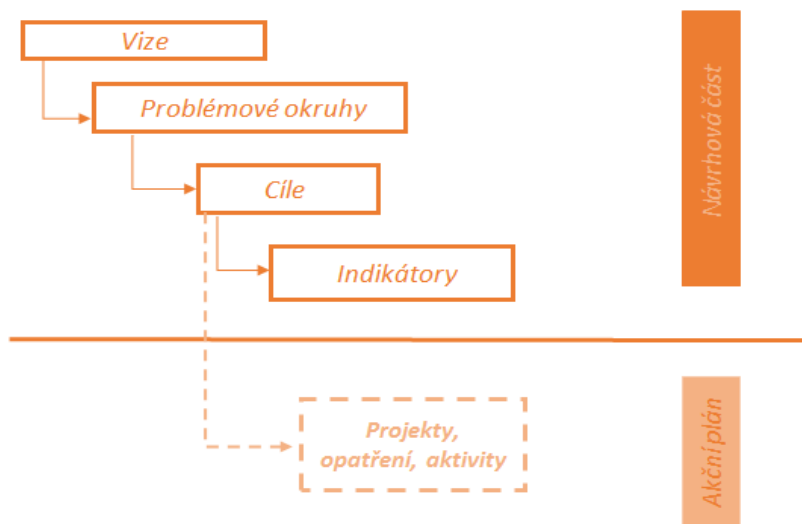 Vize
Problémové okruhy
Cíle
Indikátory
Návrhová část
Projekty,
opatření, aktivity
Akční plán